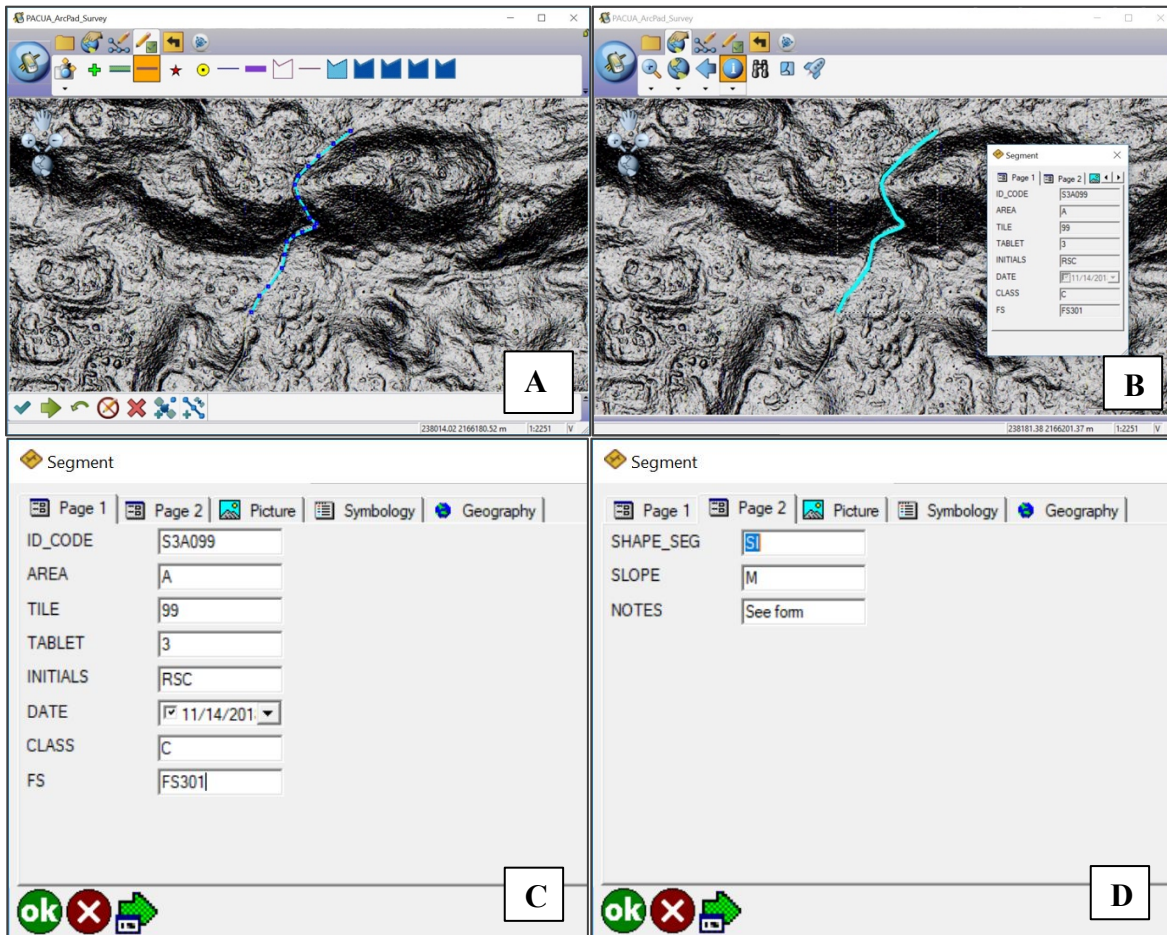 PACUA_ArcPad_Survey
238014.02 2166180.52 m 1:2251 V
A
PACUA_ArcPad_Survey
Segment
Page 1 Page 2
ID_CODE S3A099
AREA A
TILE 99
TABLET 3
INITIALS RSC
DATE 11/14/201
CLASS C
FS FS301
238181.38 2166201.37 m 1:2251 V
B
Segment
Page 1 Page 2 Picture Symbology Geography
ID_CODE S3A099
AREA A
TILE 99
TABLET 3
INITIALS RSC
DATE 11/14/201
CLASS C
FS FS301
ok
C
Segment
Page 1 Page 2 Picture Symbology Geography
SHAPE_SEG SI
SLOPE M
NOTES See form
ok
D